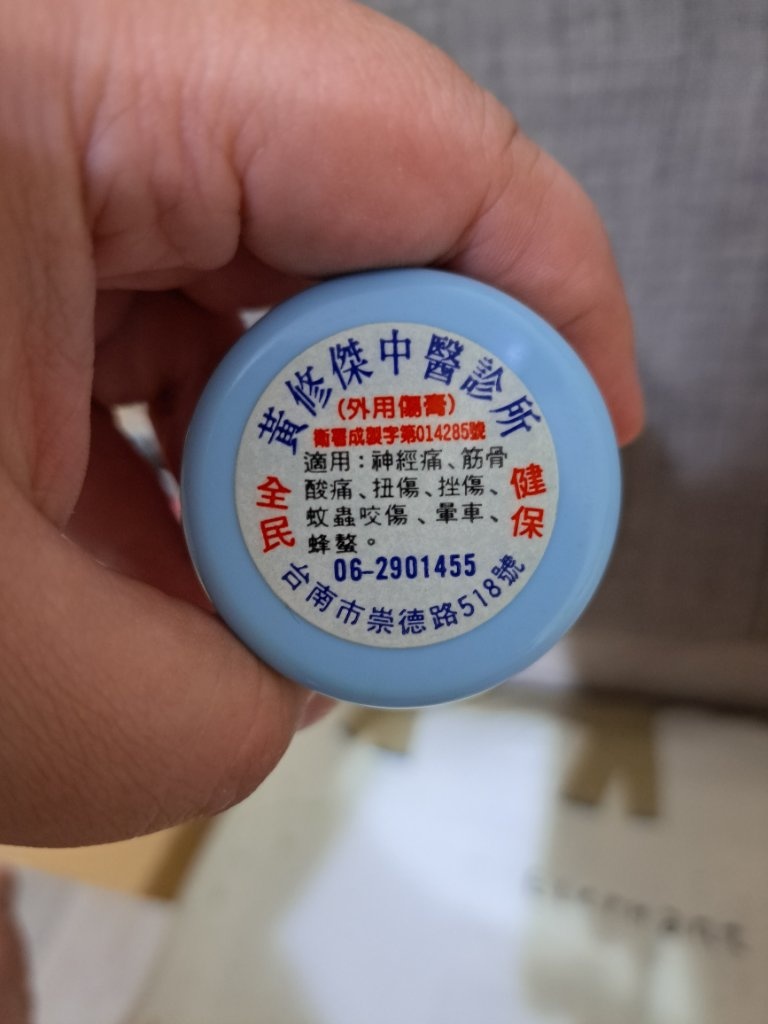 黃修傑中醫診所
(外用傷膏)
衛署成製字第014285號
適用：神經痛、筋骨
酸痛、扭傷、挫傷、
蚊蟲咬傷、暈車、
蜂螫。
全民
健保
06-2901455
台南市崇德路518號